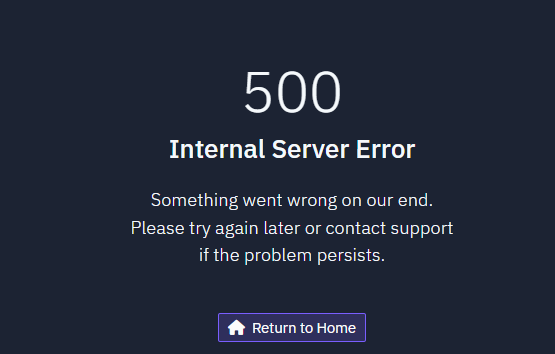 500
Internal Server Error
Something went wrong on our end.
Please try again later or contact support
if the problem persists.
Return to Home